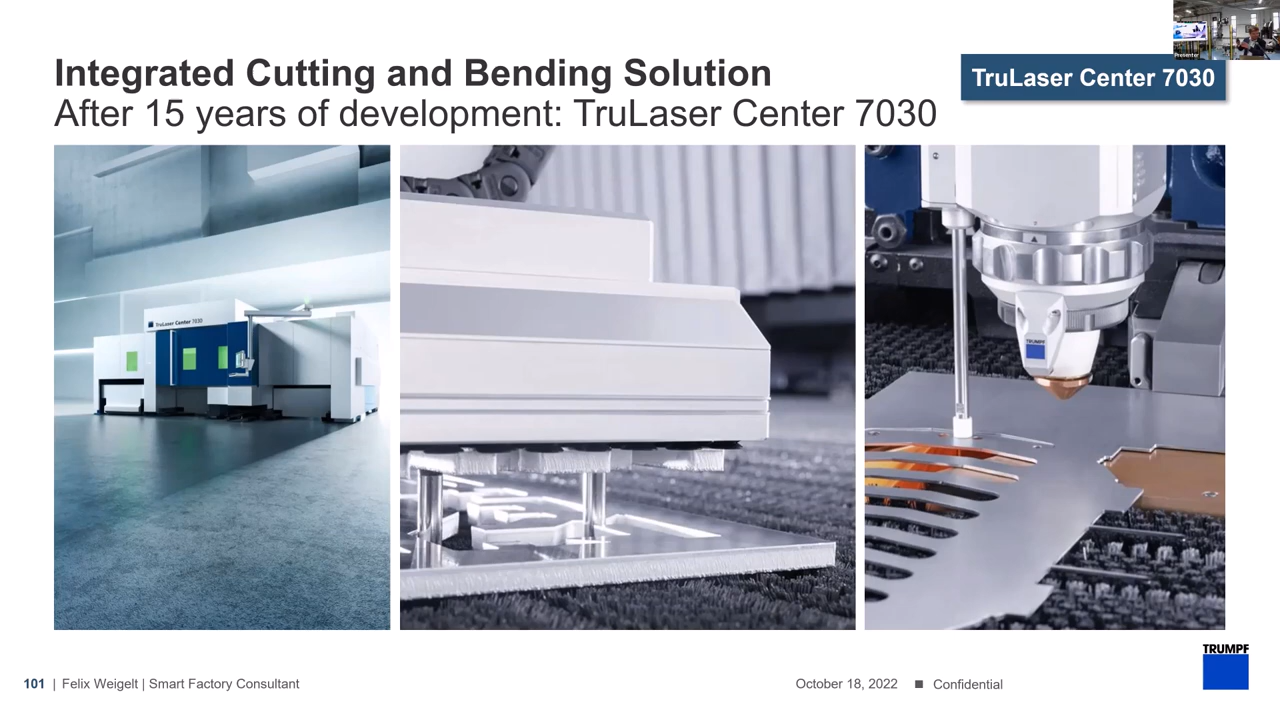 Presenter
Integrated Cutting and Bending Solution
After 15 years of development: TruLaser Center 7030
TruLaser Center 7030
TruLaser Center 7030
TRUMPF
TRUMPF
101 | Felix Weigelt | Smart Factory Consultant
October 18, 2022 ■ Confidential